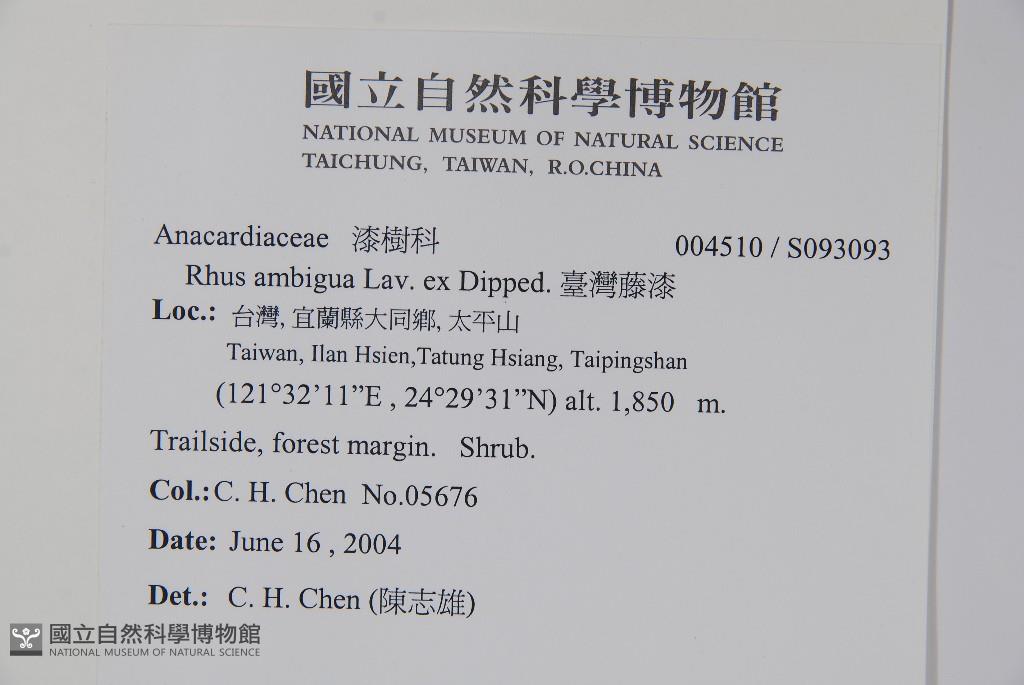 國立自然科學博物館
NATIONAL MUSEUM OF NATURAL SCIENCE
TAICHUNG, TAIWAN, R.O.CHINA
Anacardiaceae 漆樹科 004510 / S093093
Rhus ambigua Lav. ex Dipped. 臺灣藤漆
Loc.: 台灣, 宜蘭縣大同鄉, 太平山
Taiwan, Ilan Hsien,Tatung Hsiang, Taipingshan
(121°32’11”E , 24°29’31”N) alt. 1,850 m.
Trailside, forest margin. Shrub.
Col.: C. H. Chen No.05676
Date: June 16 , 2004
Det.: C. H. Chen (陳志雄)
國立自然科學博物館
NATIONAL MUSEUM OF NATURAL SCIENCE